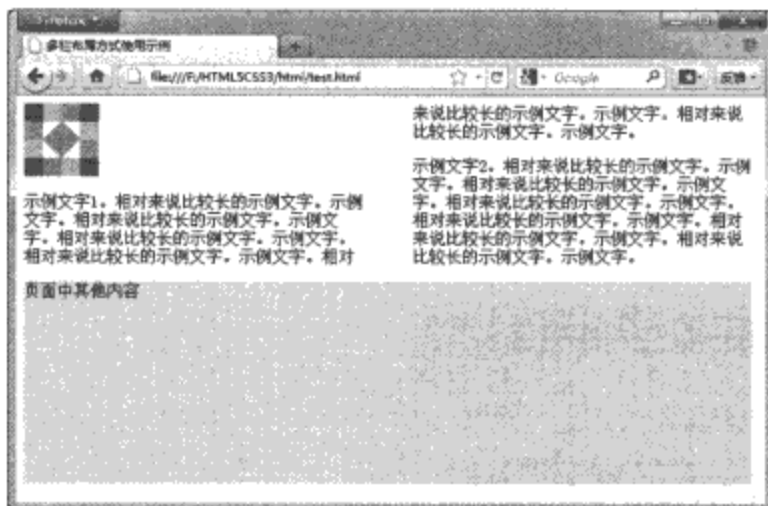 Firefox
多栏布局方式使用示例
file:///F:/HTML5CSS3/html/test.html
Google
反馈
示例文字1。相对来说比较长的示例文字。示例
文字。相对来说比较长的示例文字。示例文
字。相对来说比较长的示例文字。示例文字。
相对来说比较长的示例文字。示例文字。相对
来说比较长的示例文字。示例文字。相对来说
比较长的示例文字。示例文字。
示例文字2。相对来说比较长的示例文字。示例
文字。相对来说比较长的示例文字。示例文
字。相对来说比较长的示例文字。示例文字。
相对来说比较长的示例文字。示例文字。相对
来说比较长的示例文字。示例文字。相对来说
比较长的示例文字。示例文字。
页面中其他内容